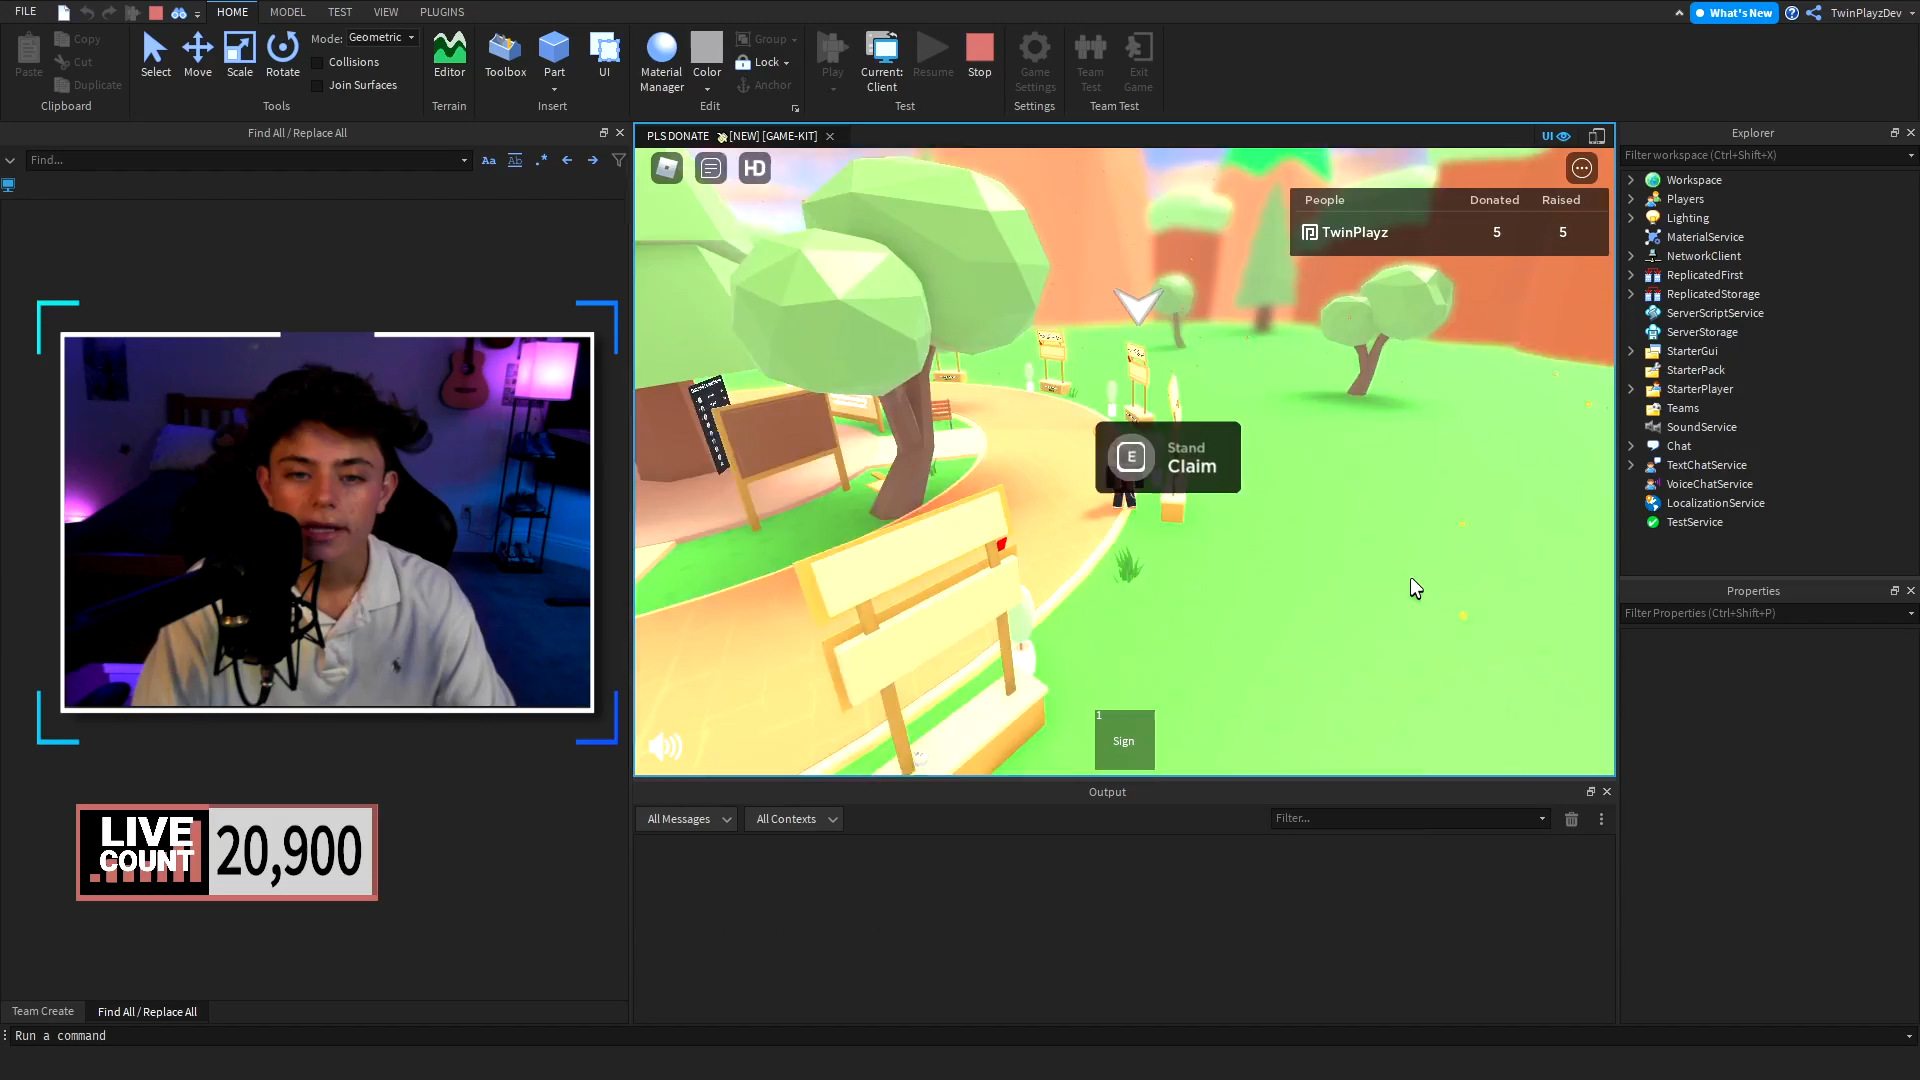 FILE
HOME
MODEL
TEST
VIEW
PLUGINS
What's New
TwinPlayzDev
Paste
Copy
Cut
Duplicate
Clipboard
Select
Move
Scale
Rotate
Mode: Geometric
Collisions
Join Surfaces
Tools
Editor
Terrain
Toolbox
Part
UI
Insert
Material
Manager
Color
Group
Lock
Anchor
Edit
Play
Current:
Client
Resume
Stop
Test
Game
Settings
Settings
Team
Test
Exit
Game
Team Test
Find All / Replace All
Find...
Aa
Ab
.*
LIVE
COUNT
20,900
Team Create
Find All / Replace All
Run a command
PLS DONATE [NEW] [GAME-KIT]
UI
HD
People Donated Raised
TwinPlayz 5 5
E
Stand
Claim
1
Sign
Output
All Messages
All Contexts
Filter...
Explorer
Filter workspace (Ctrl+Shift+X)
Workspace
Players
Lighting
MaterialService
NetworkClient
ReplicatedFirst
ReplicatedStorage
ServerScriptService
ServerStorage
StarterGui
StarterPack
StarterPlayer
Teams
SoundService
Chat
TextChatService
VoiceChatService
LocalizationService
TestService
Properties
Filter Properties (Ctrl+Shift+P)